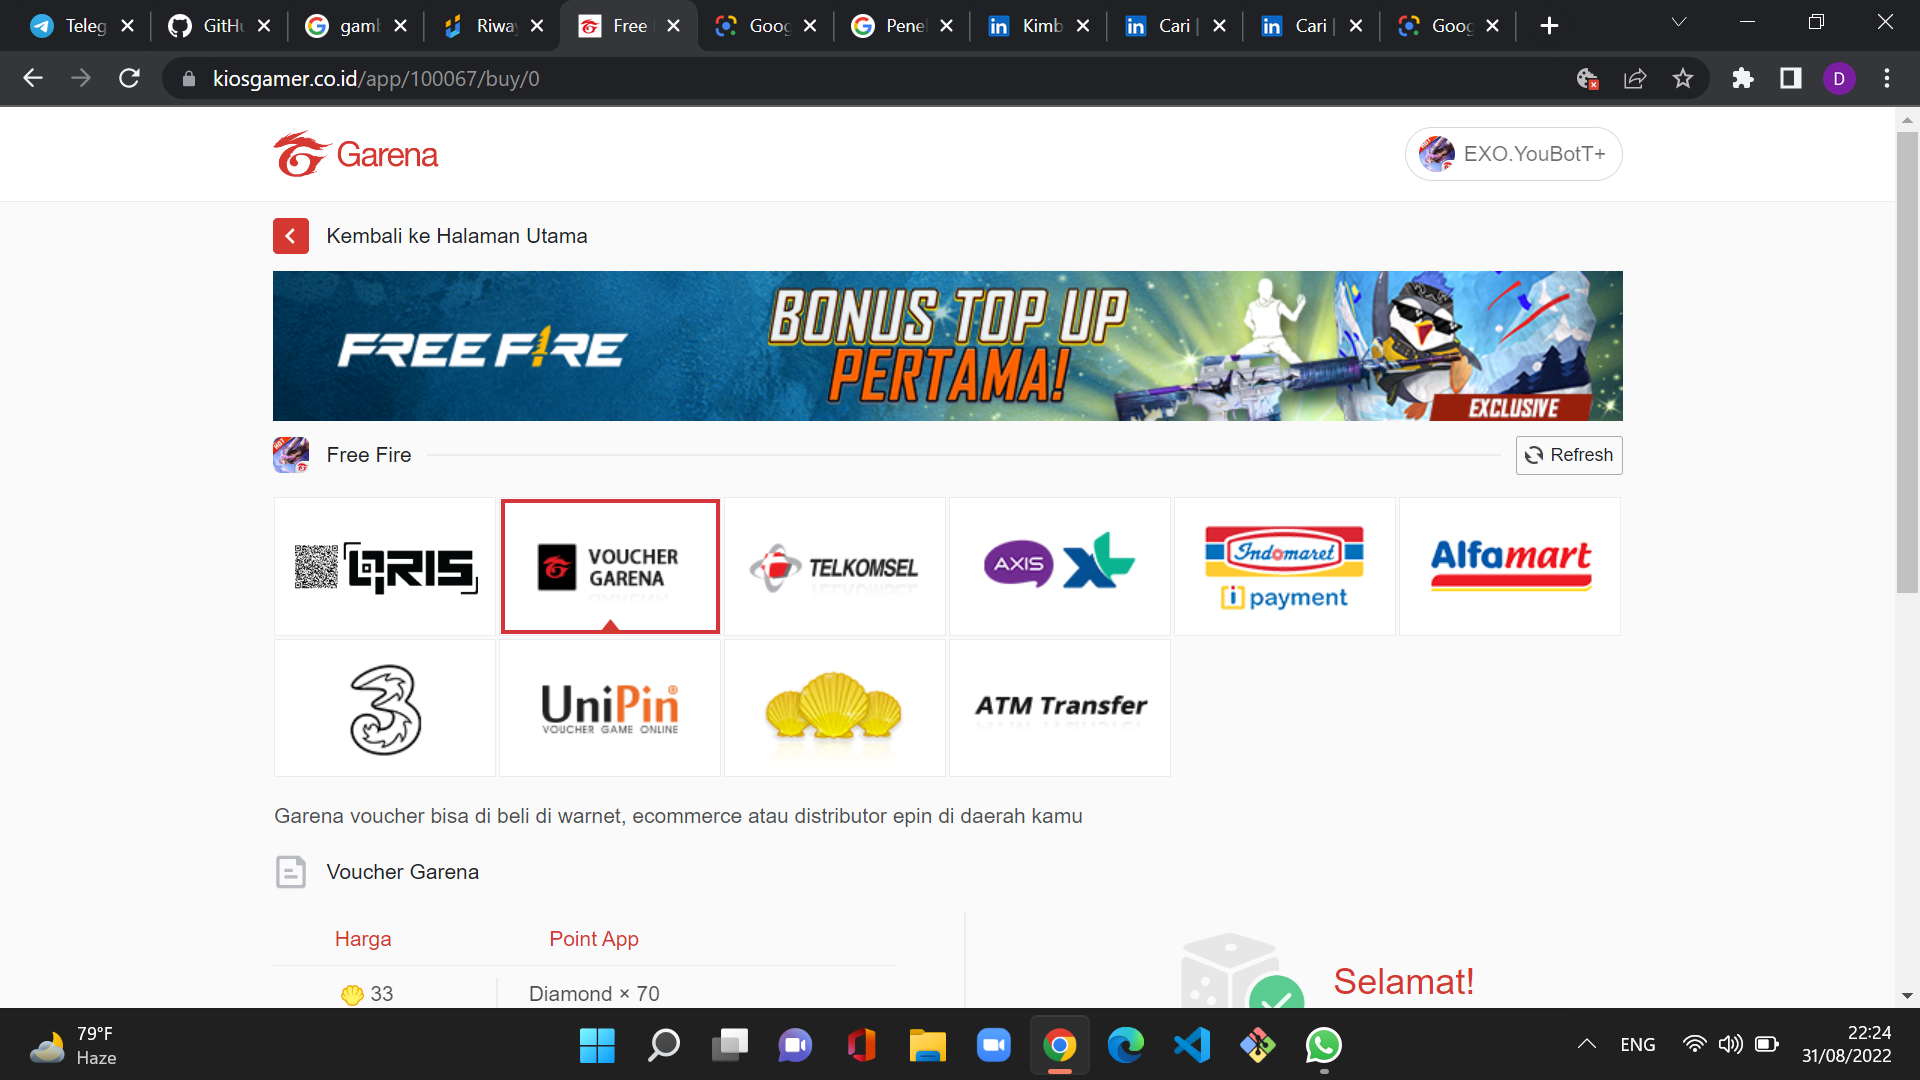 Teleg
GitHu
gamb
Riway
Free
Goog
Penel
Kimb
Cari |
Cari |
Goog
kiosgamer.co.id/app/100067/buy/0
D
Garena
EXO.YouBotT+
Kembali ke Halaman Utama
FREE FIRE
BONUS TOP UP
PERTAMA!
EXCLUSIVE
Free Fire
Refresh
QRIS
VOUCHER
GARENA
TELKOMSEL
AXIS
XL
Indomaret
i payment
Alfamart
3
UniPin
VOUCHER GAME ONLINE
ATM Transfer
Garena voucher bisa di beli di warnet, ecommerce atau distributor epin di daerah kamu
Voucher Garena
Harga
Point App
33
Diamond × 70
Selamat!
79°F
Haze
ENG
22:24
31/08/2022